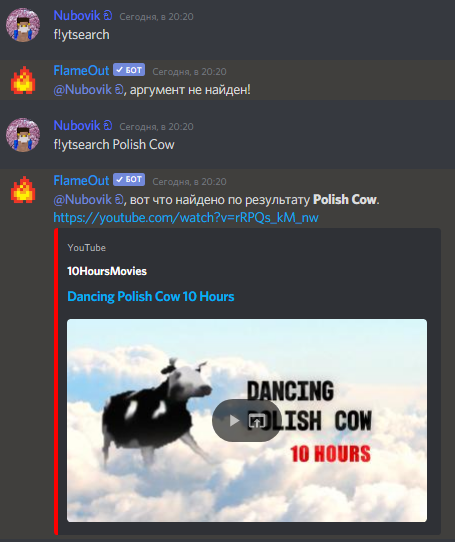 Nubovik ඞ Сегодня, в 20:20
f!ytsearch
FlameOut БОТ Сегодня, в 20:20
@Nubovik ඞ, аргумент не найден!
Nubovik ඞ Сегодня, в 20:20
f!ytsearch Polish Cow
FlameOut БОТ Сегодня, в 20:20
@Nubovik ඞ, вот что найдено по результату Polish Cow.
https://youtube.com/watch?v=rRPQs_kM_nw
YouTube
10HoursMovies
Dancing Polish Cow 10 Hours
DANCING
POLISH COW
10 HOURS